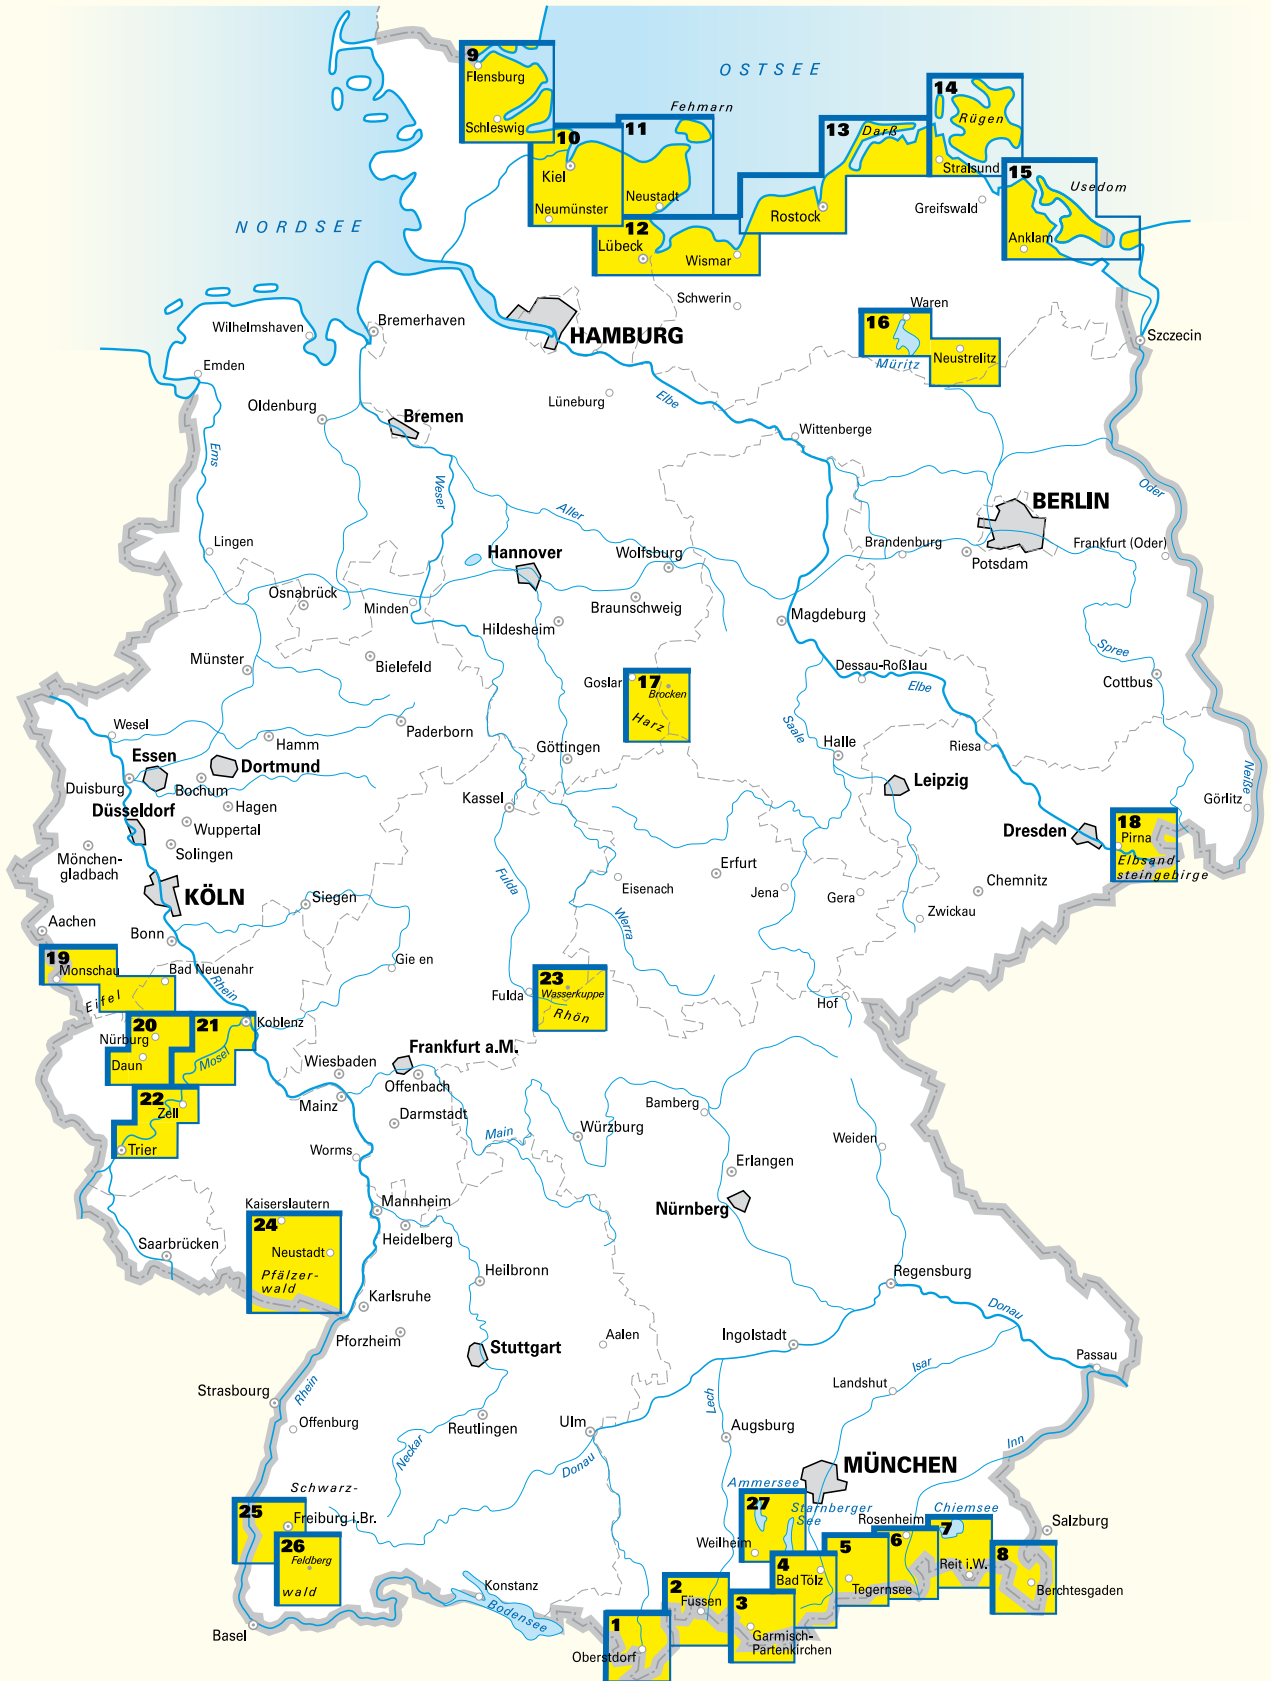 9
Flensburg
Schleswig
OSTSEE
Fehmarn
10
Kiel
Neumünster
11
Neustadt
12
Lübeck
Wismar
13
Darß
Rostock
14
Rügen
Stralsund
15
Usedom
Greifswald
Anklam
NORDSEE
Schwerin
Wilhelmshaven
Bremerhaven
HAMBURG
16
Waren
Müritz
Neustrelitz
Szczecin
Emden
Oldenburg
Bremen
Lüneburg
Elbe
Wittenberge
Ems
Weser
Aller
BERLIN
Oder
Lingen
Hannover
Wolfsburg
Brandenburg
Potsdam
Frankfurt (Oder)
Osnabrück
Minden
Braunschweig
Hildesheim
Magdeburg
Münster
Bielefeld
Spree
Dessau-Roßlau
Elbe
Cottbus
Goslar
17
Brocken
Harz
Wesel
Paderborn
Hamm
Essen
Dortmund
Göttingen
Saale
Halle
Riesa
Duisburg
Bochum
Leipzig
Neiße
Düsseldorf
Hagen
Kassel
Görlitz
Wuppertal
Solingen
Mönchen-
gladbach
Dresden
18
Pirna
Elbsand-
steingebirge
KÖLN
Siegen
Fulda
Eisenach
Erfurt
Jena
Gera
Chemnitz
Zwickau
Werra
Aachen
Bonn
Gie en
19
Monschau
Bad Neuenahr
Eifel
Rhein
Fulda
23
Wasserkuppe
Rhön
Hof
20
Nürburg
Daun
21
Koblenz
Mosel
Wiesbaden
Frankfurt a.M.
Offenbach
Mainz
Darmstadt
22
Zell
Trier
Main
Würzburg
Bamberg
Weiden
Worms
Erlangen
Nürnberg
Mannheim
Heidelberg
Kaiserslautern
24
Neustadt
Pfälzer-
wald
Saarbrücken
Heilbronn
Karlsruhe
Regensburg
Donau
Pforzheim
Stuttgart
Aalen
Ingolstadt
Isar
Passau
Strasbourg
Rhein
Offenburg
Reutlingen
Neckar
Ulm
Donau
Lech
Augsburg
Landshut
Inn
MÜNCHEN
Schwarz-
25
Freiburg i.Br.
26
Feldberg
wald
Basel
Konstanz
Bodensee
Ammersee
27
Starnberger
See
Weilheim
Rosenheim
Chiemsee
Salzburg
1
Oberstdorf
2
Füssen
3
Garmisch-
Partenkirchen
4
Bad Tölz
5
Tegernsee
6
7
Reit i.W.
8
Berchtesgaden